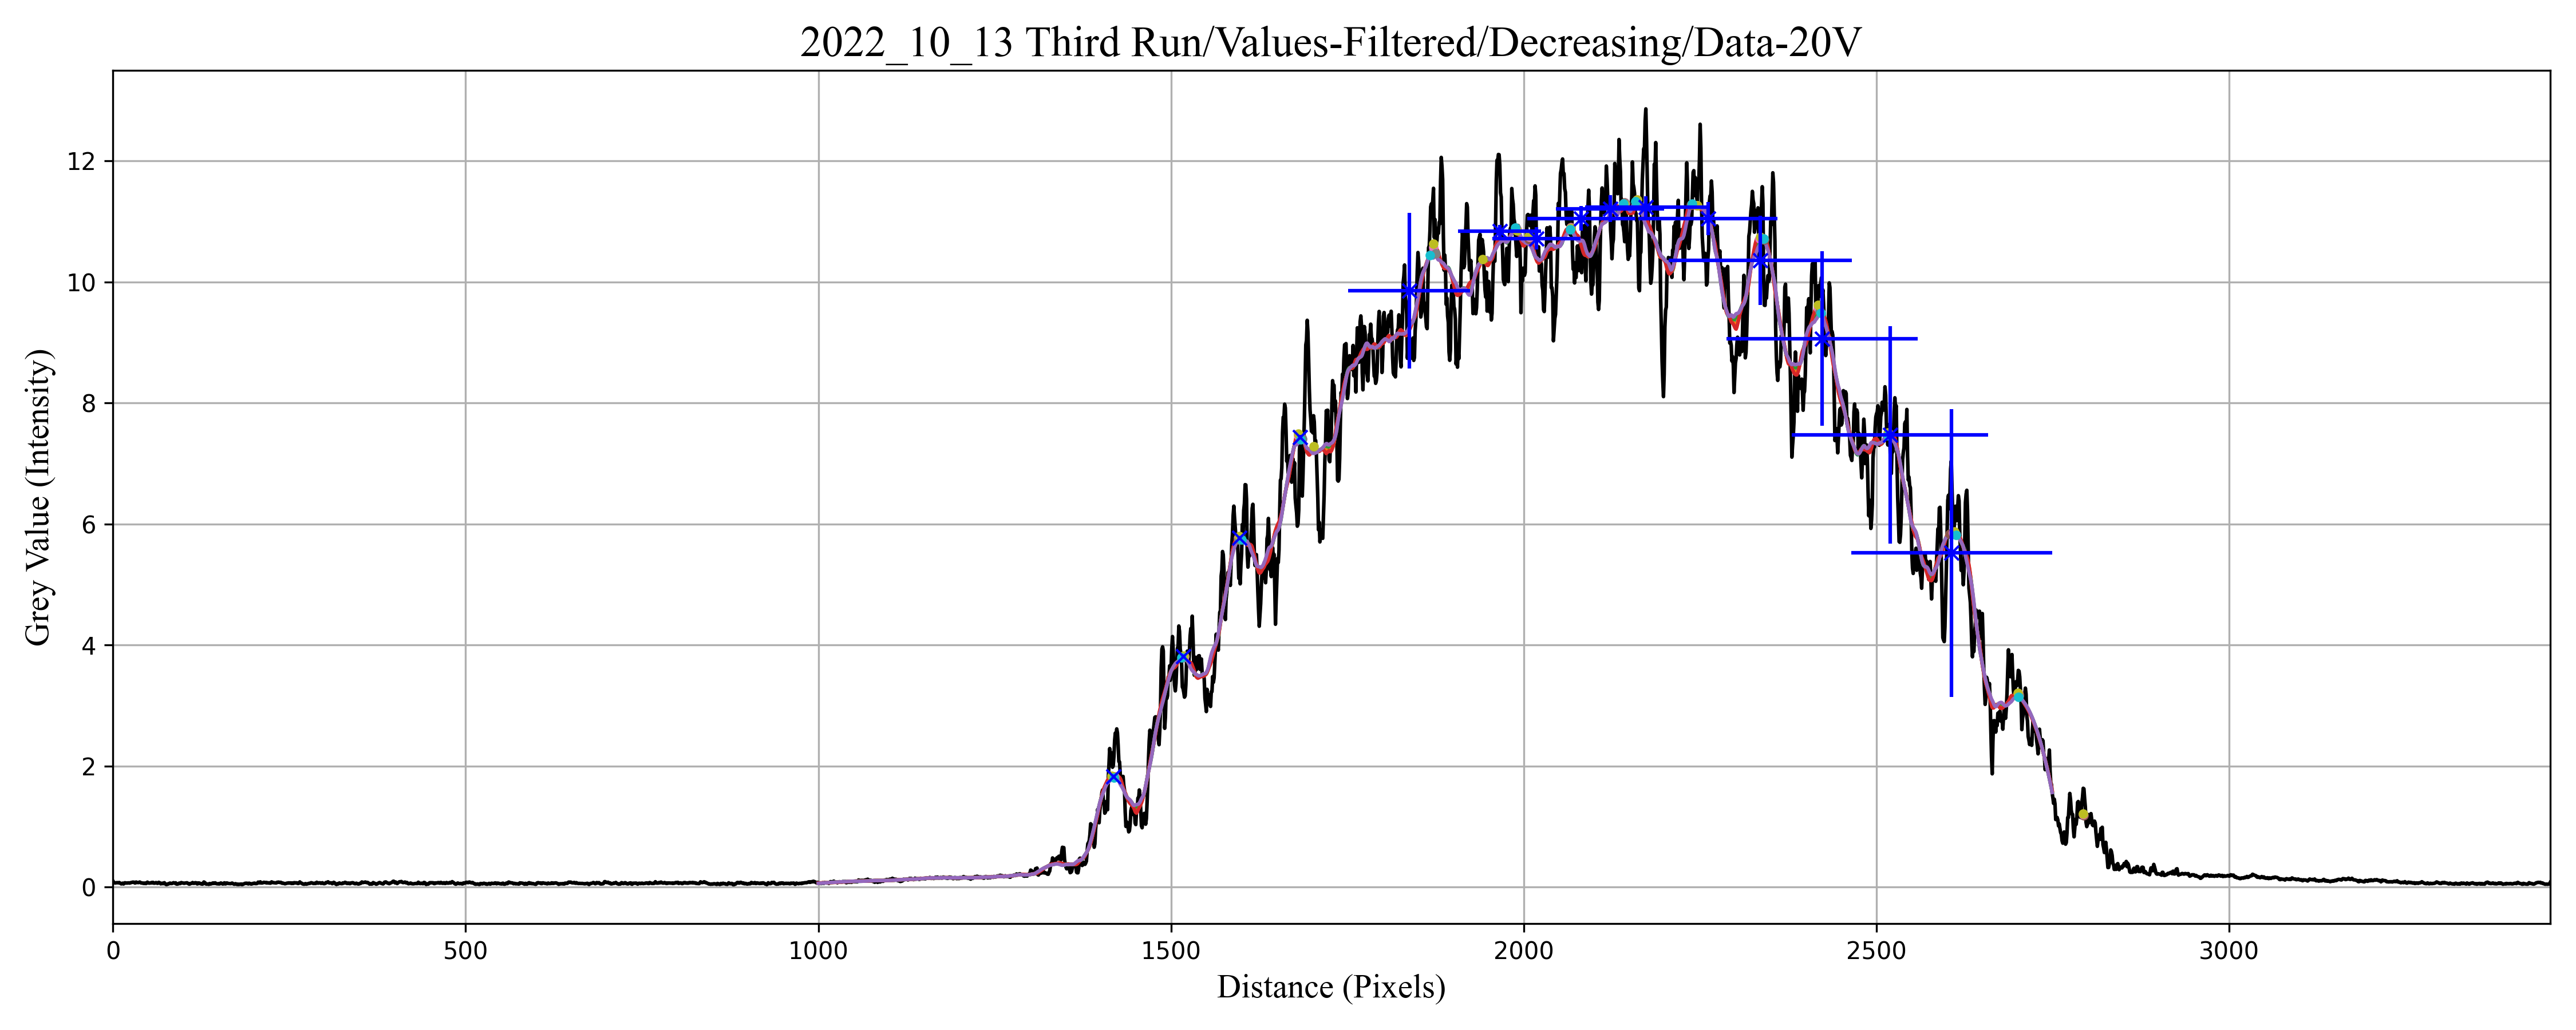 2022_10_13 Third Run/Values-Filtered/Decreasing/Data-20V
Grey Value (Intensity)
12
10
8
6
4
2
0
0 500 1000 1500 2000 2500 3000
Distance (Pixels)